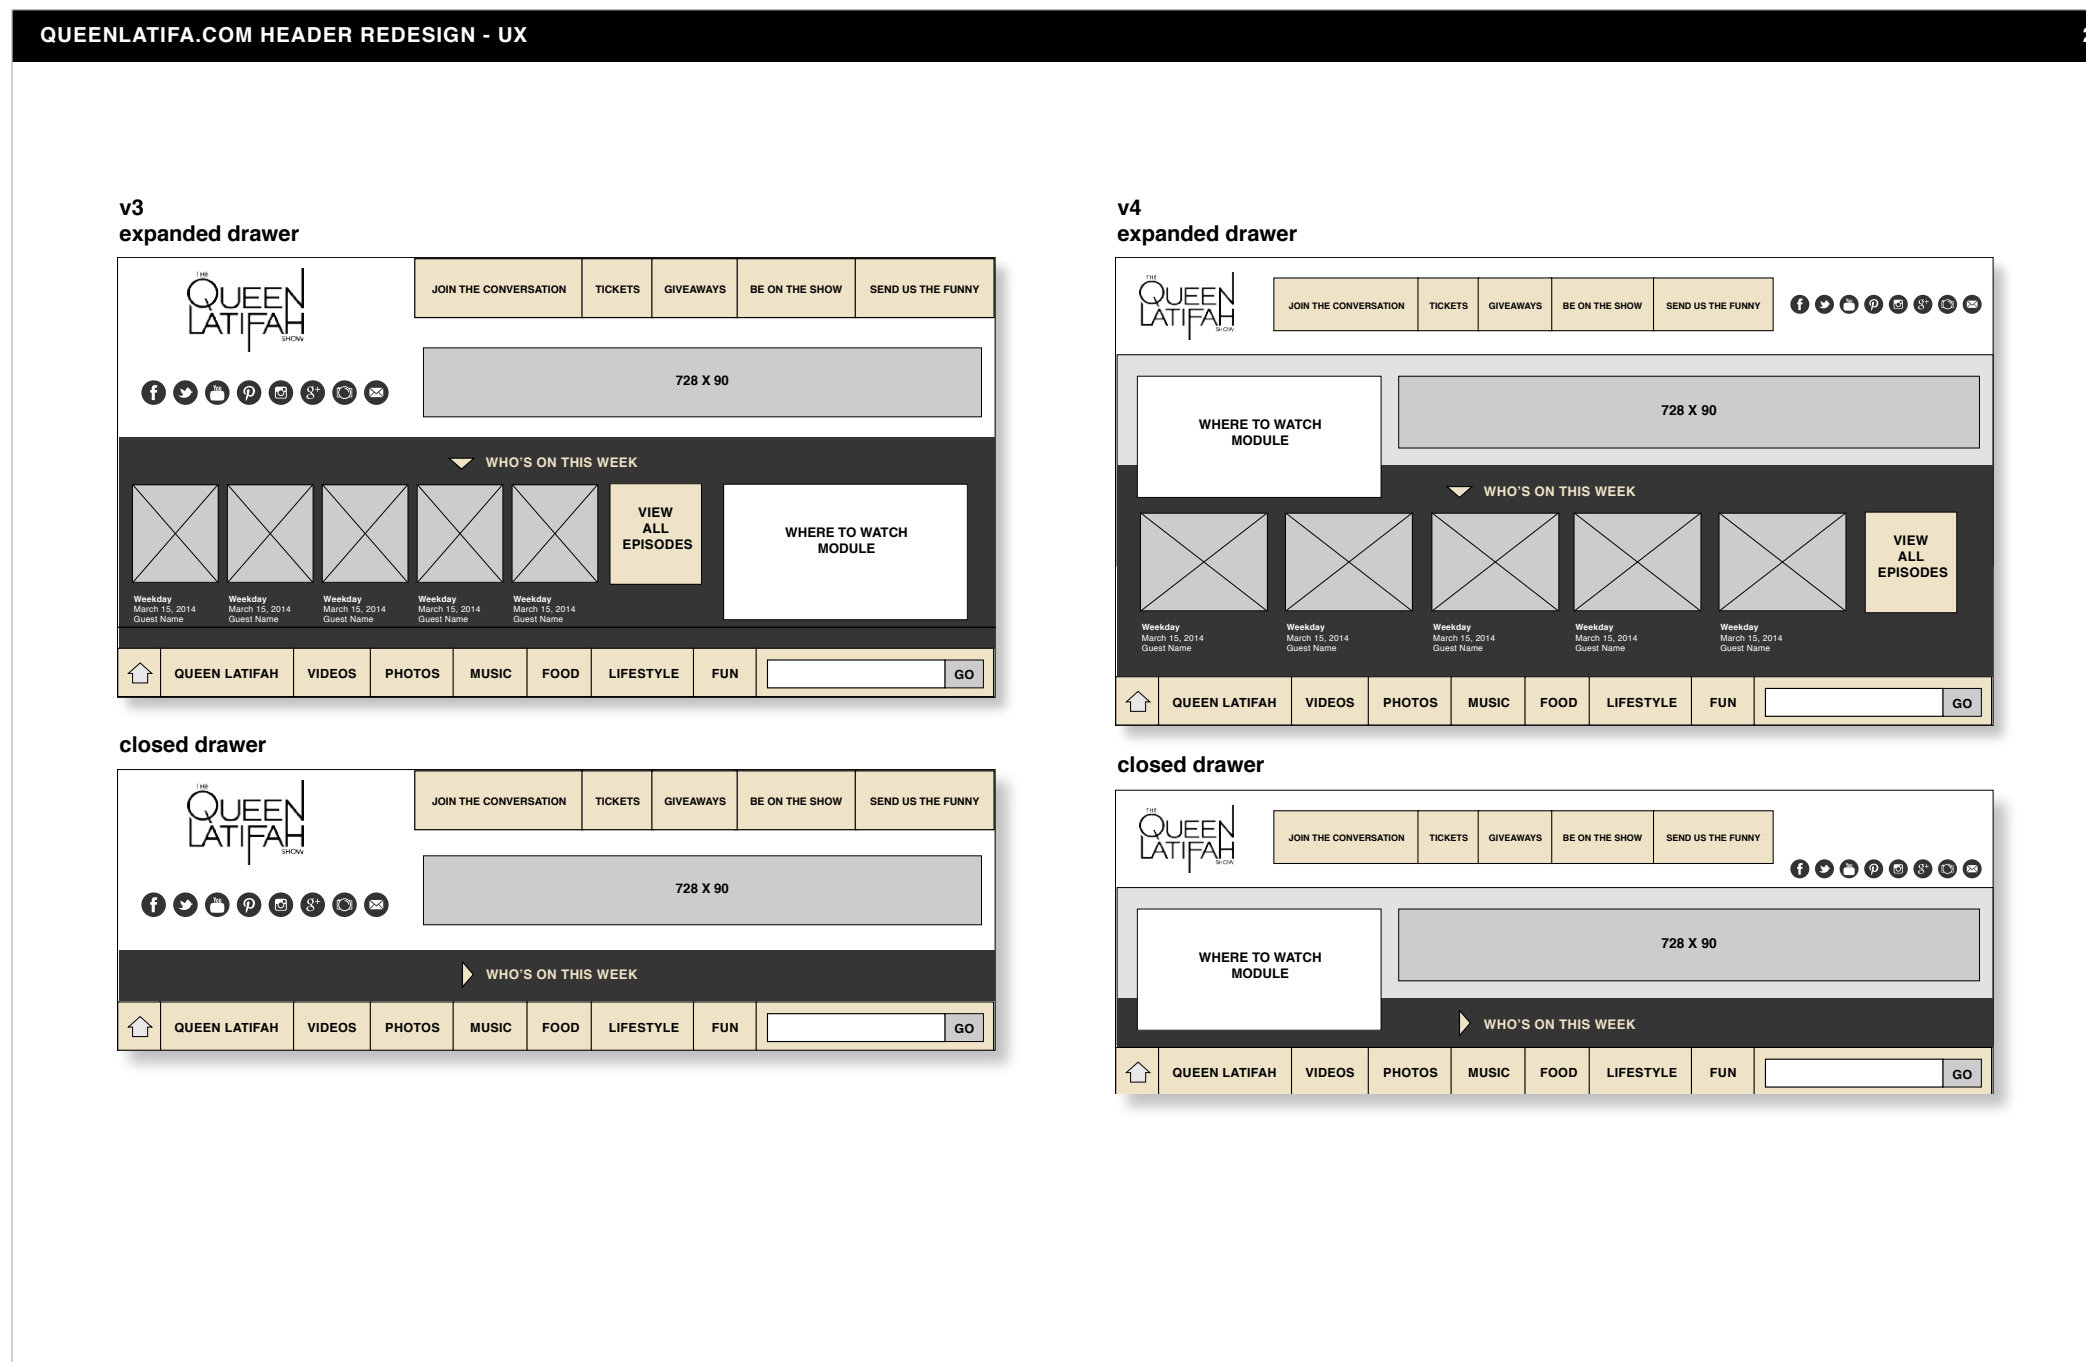 QUEENLATIFA.COM HEADER REDESIGN - UX
v3
expanded drawer
THE
QUEEN
LATIFAH
SHOW
JOIN THE CONVERSATION
TICKETS
GIVEAWAYS
BE ON THE SHOW
SEND US THE FUNNY
You
g+
728 X 90
WHO'S ON THIS WEEK
VIEW
ALL
EPISODES
WHERE TO WATCH
MODULE
Weekday
March 15, 2014
Guest Name
Weekday
March 15, 2014
Guest Name
Weekday
March 15, 2014
Guest Name
Weekday
March 15, 2014
Guest Name
Weekday
March 15, 2014
Guest Name
QUEEN LATIFAH
VIDEOS
PHOTOS
MUSIC
FOOD
LIFESTYLE
FUN
GO
closed drawer
THE
QUEEN
LATIFAH
SHOW
JOIN THE CONVERSATION
TICKETS
GIVEAWAYS
BE ON THE SHOW
SEND US THE FUNNY
You
g+
728 X 90
WHO'S ON THIS WEEK
QUEEN LATIFAH
VIDEOS
PHOTOS
MUSIC
FOOD
LIFESTYLE
FUN
GO
v4
expanded drawer
THE
QUEEN
LATIFAH
SHOW
JOIN THE CONVERSATION
TICKETS
GIVEAWAYS
BE ON THE SHOW
SEND US THE FUNNY
You
g+
WHERE TO WATCH
MODULE
728 X 90
WHO'S ON THIS WEEK
VIEW
ALL
EPISODES
Weekday
March 15, 2014
Guest Name
Weekday
March 15, 2014
Guest Name
Weekday
March 15, 2014
Guest Name
Weekday
March 15, 2014
Guest Name
Weekday
March 15, 2014
Guest Name
QUEEN LATIFAH
VIDEOS
PHOTOS
MUSIC
FOOD
LIFESTYLE
FUN
GO
closed drawer
THE
QUEEN
LATIFAH
SHOW
JOIN THE CONVERSATION
TICKETS
GIVEAWAYS
BE ON THE SHOW
SEND US THE FUNNY
You
g+
WHERE TO WATCH
MODULE
728 X 90
WHO'S ON THIS WEEK
QUEEN LATIFAH
VIDEOS
PHOTOS
MUSIC
FOOD
LIFESTYLE
FUN
GO